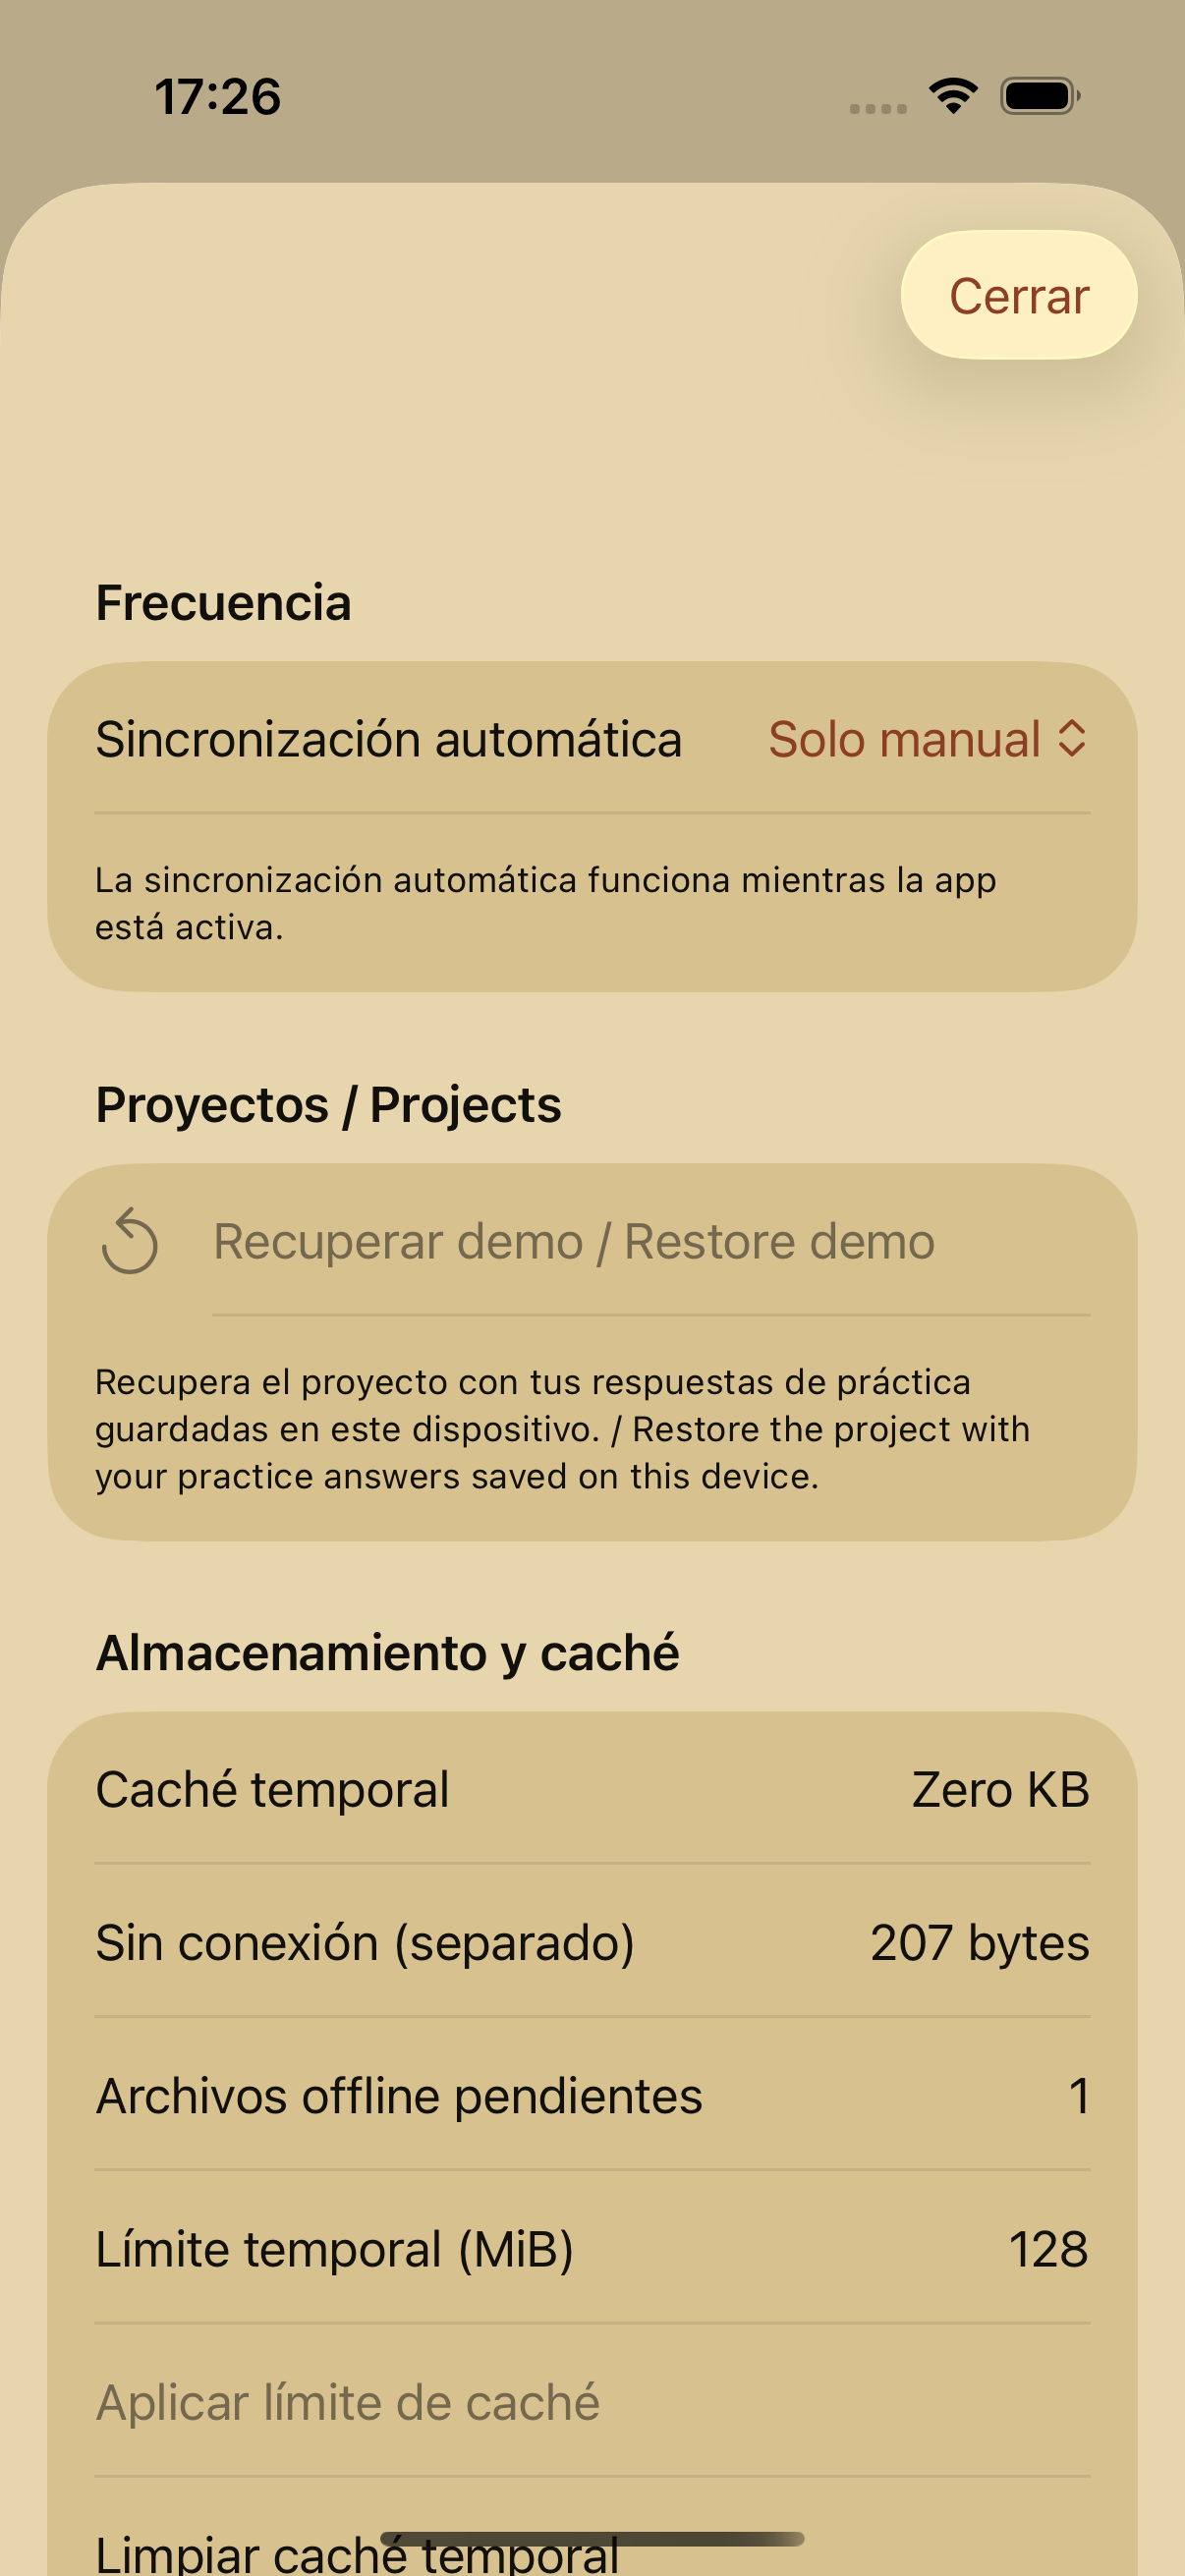 17:26
Cerrar
Frecuencia
Sincronización automática Solo manual
La sincronización automática funciona mientras la app
está activa.
Proyectos / Projects
Recuperar demo / Restore demo
Recupera el proyecto con tus respuestas de práctica
guardadas en este dispositivo. / Restore the project with
your practice answers saved on this device.
Almacenamiento y caché
Caché temporal Zero KB
Sin conexión (separado) 207 bytes
Archivos offline pendientes 1
Límite temporal (MiB) 128
Aplicar límite de caché
Limpiar caché temporal